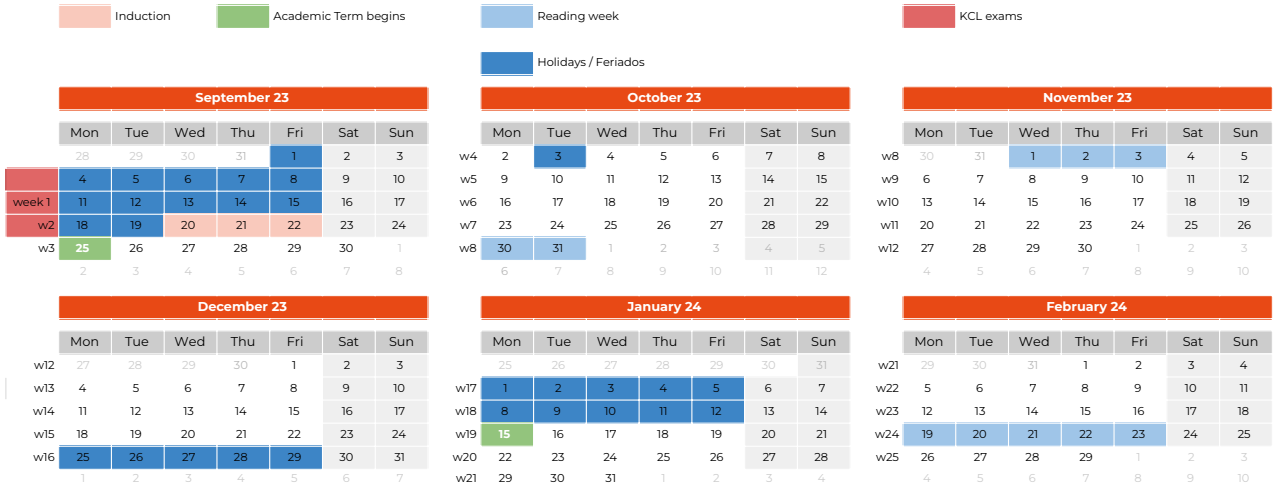 Induction Academic Term begins Reading week KCL exams
Holidays / Feriados
September 23 October 23 November 23
Mon Tue Wed Thu Fri Sat Sun Mon Tue Wed Thu Fri Sat Sun Mon Tue Wed Thu Fri Sat Sun
28 29 30 31 1 2 3 w4 2 3 4 5 6 7 8 w8 30 31 1 2 3 4 5
4 5 6 7 8 9 10 w5 9 10 11 12 13 14 15 w9 6 7 8 9 10 11 12
week 1 11 12 13 14 15 16 17 w6 16 17 18 19 20 21 22 w10 13 14 15 16 17 18 19
w2 18 19 20 21 22 23 24 w7 23 24 25 26 27 28 29 w11 20 21 22 23 24 25 26
w3 25 26 27 28 29 30 1 w8 30 31 1 2 3 4 5 w12 27 28 29 30 1 2 3
2 3 4 5 6 7 8 6 7 8 9 10 11 12 4 5 6 7 8 9 10
December 23 January 24 February 24
Mon Tue Wed Thu Fri Sat Sun Mon Tue Wed Thu Fri Sat Sun Mon Tue Wed Thu Fri Sat Sun
w12 27 28 29 30 1 2 3 25 26 27 28 29 30 31 w21 29 30 31 1 2 3 4
w13 4 5 6 7 8 9 10 w17 1 2 3 4 5 6 7 w22 5 6 7 8 9 10 11
w14 11 12 13 14 15 16 17 w18 8 9 10 11 12 13 14 w23 12 13 14 15 16 17 18
w15 18 19 20 21 22 23 24 w19 15 16 17 18 19 20 21 w24 19 20 21 22 23 24 25
w16 25 26 27 28 29 30 31 w20 22 23 24 25 26 27 28 w25 26 27 28 29 1 2 3
1 2 3 4 5 6 7 w21 29 30 31 1 2 3 4 4 5 6 7 8 9 10